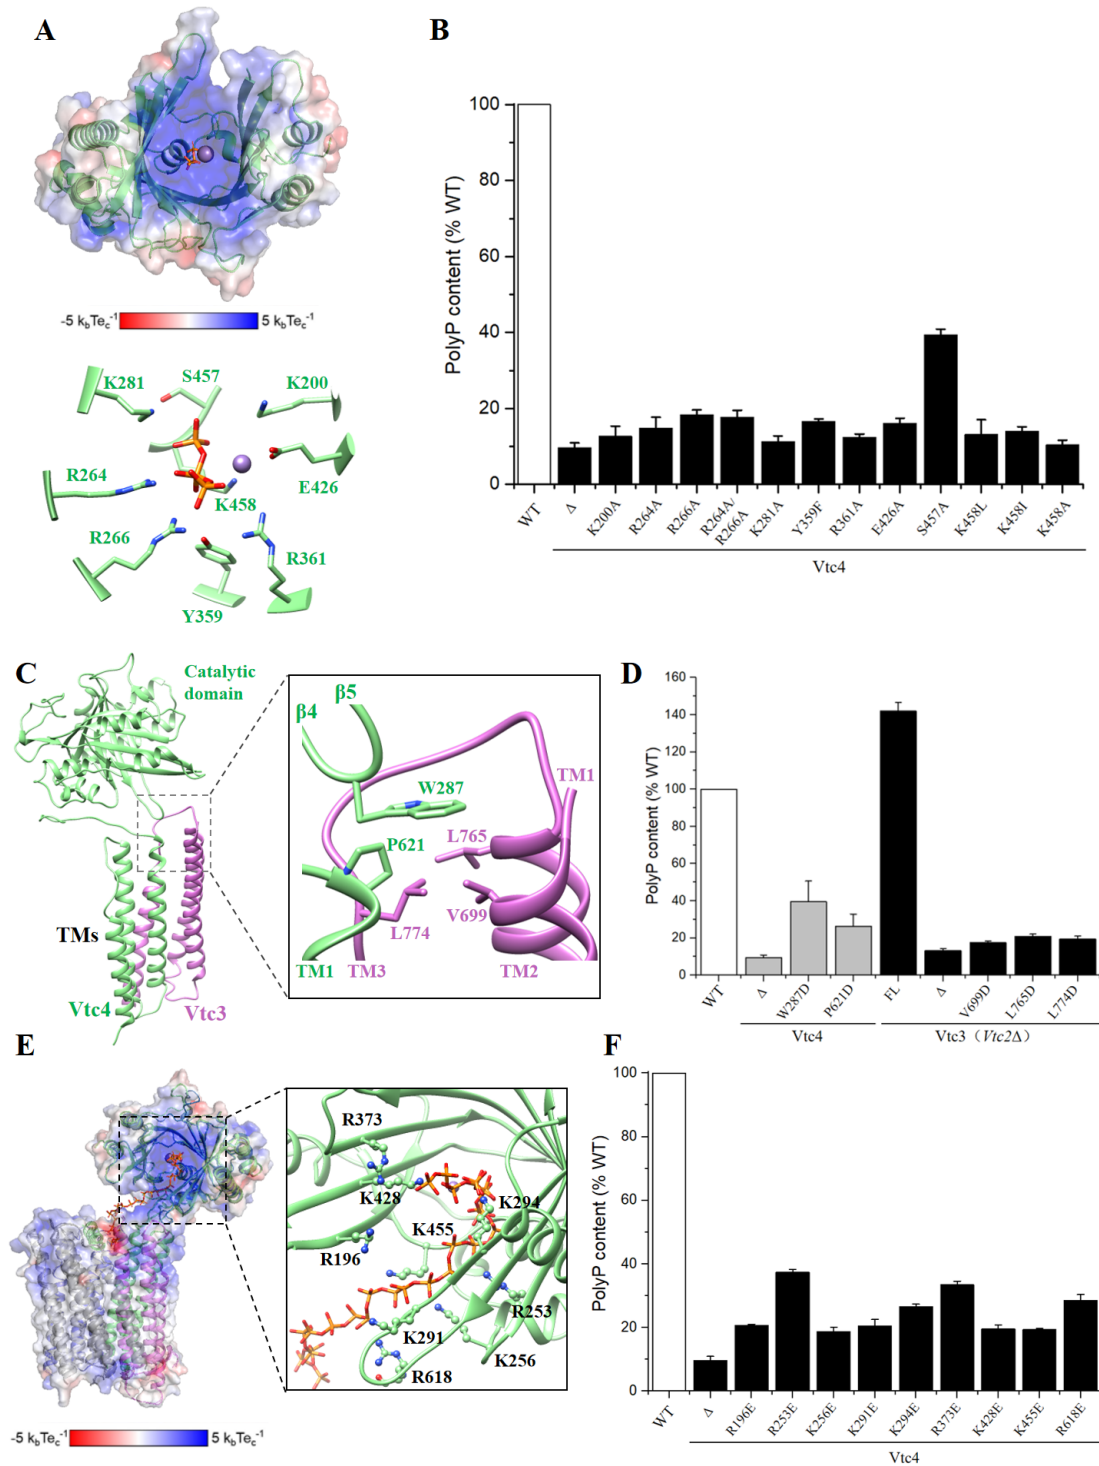 A
-5 kbTec-1
5 kbTec-1
K281
S457
K200
R264
E426
K458
R266
R361
Y359
B
PolyP content (% WT)
100
80
60
40
20
0
WT
Δ
K200A
R264A
R266A
R264A/
R266A
K281A
Y359F
R361A
E426A
S457A
K458L
K458I
K458A
Vtc4
C
Catalytic
domain
TMs
Vtc4
Vtc3
β5
β4
W287
TM1
L765
P621
V699
L774
TM1
TM3
TM2
D
PolyP content (% WT)
160
140
120
100
80
60
40
20
0
WT
Δ
W287D
P621D
FL
Δ
V699D
L765D
L774D
Vtc4
Vtc3（Vtc2Δ）
E
-5 kbTec-1
5 kbTec-1
R373
K428
K294
K455
R196
R253
K291
K256
R618
F
PolyP content (% WT)
100
80
60
40
20
0
WT
Δ
R196E
R253E
K256E
K291E
K294E
R373E
K428E
K455E
R618E
Vtc4